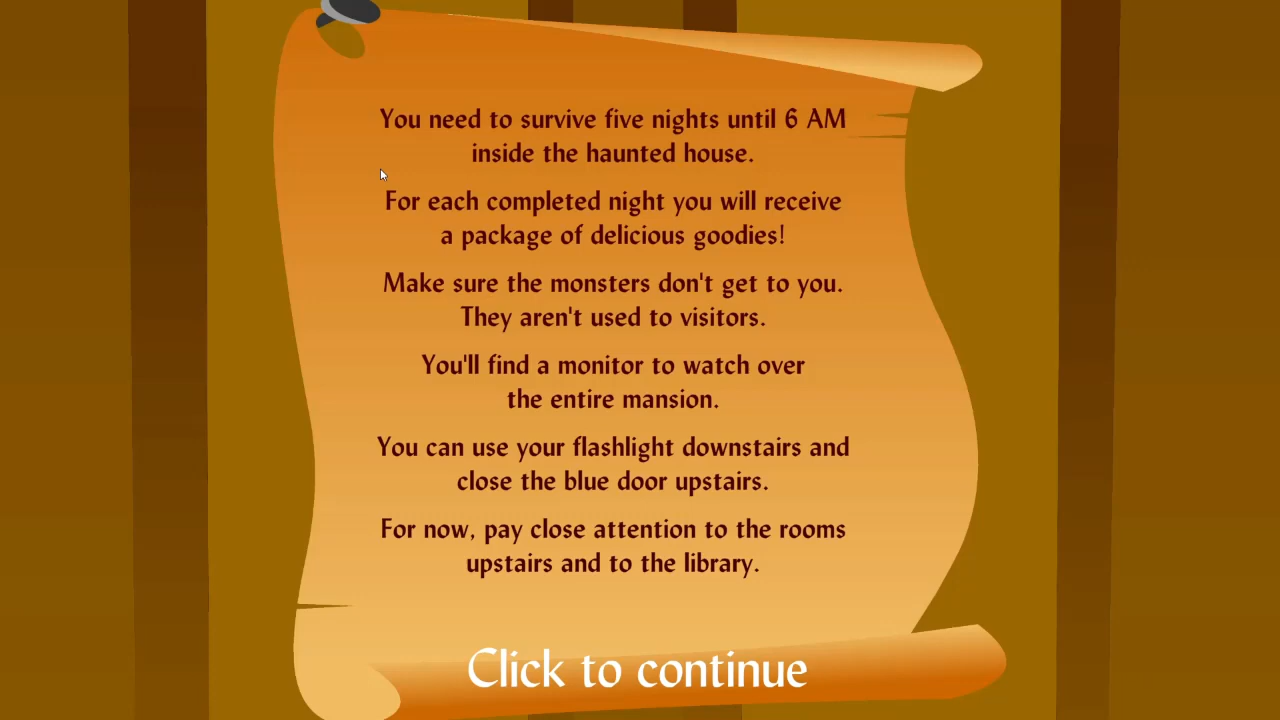 You need to survive five nights until 6 AM
inside the haunted house.
For each completed night you will receive
a package of delicious goodies!
Make sure the monsters don't get to you.
They aren't used to visitors.
You'll find a monitor to watch over
the entire mansion.
You can use your flashlight downstairs and
close the blue door upstairs.
For now, pay close attention to the rooms
upstairs and to the library.
Click to continue